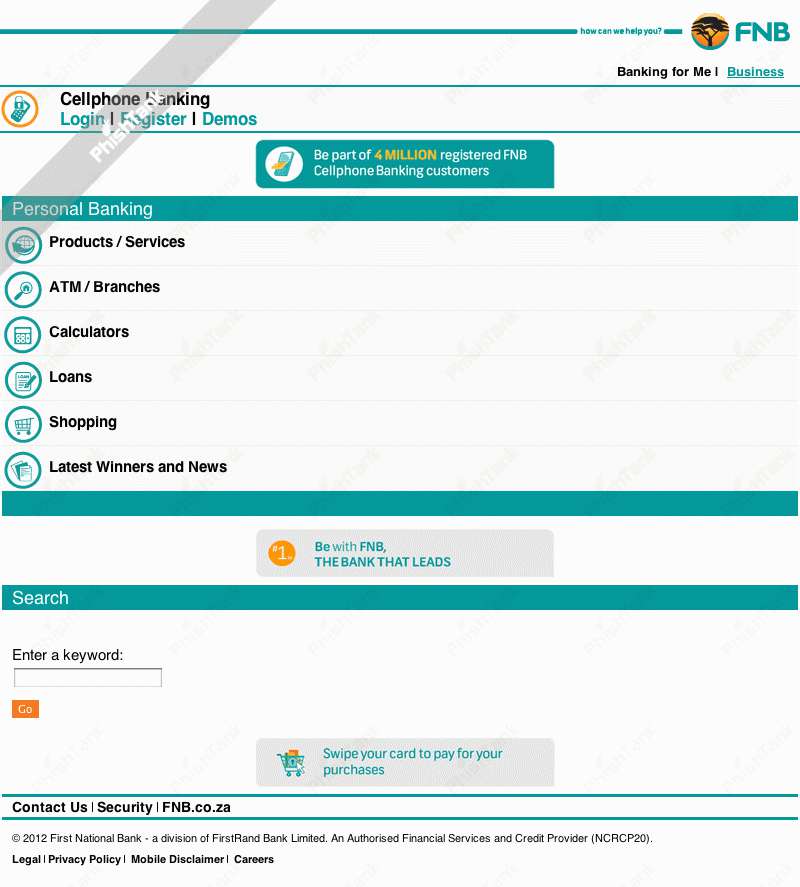 how can we help you?
FNB
Banking for Me | Business
Cellphone Banking
Login | Register | Demos
PhishTank
Be part of 4 MILLION registered FNB
Cellphone Banking customers
Personal Banking
Products / Services
ATM / Branches
Calculators
Loans
Shopping
Latest Winners and News
#1
Be with FNB,
THE BANK THAT LEADS
Search
Enter a keyword:
Go
Swipe your card to pay for your
purchases
Contact Us | Security | FNB.co.za
© 2012 First National Bank - a division of FirstRand Bank Limited. An Authorised Financial Services and Credit Provider (NCRCP20).
Legal | Privacy Policy | Mobile Disclaimer | Careers